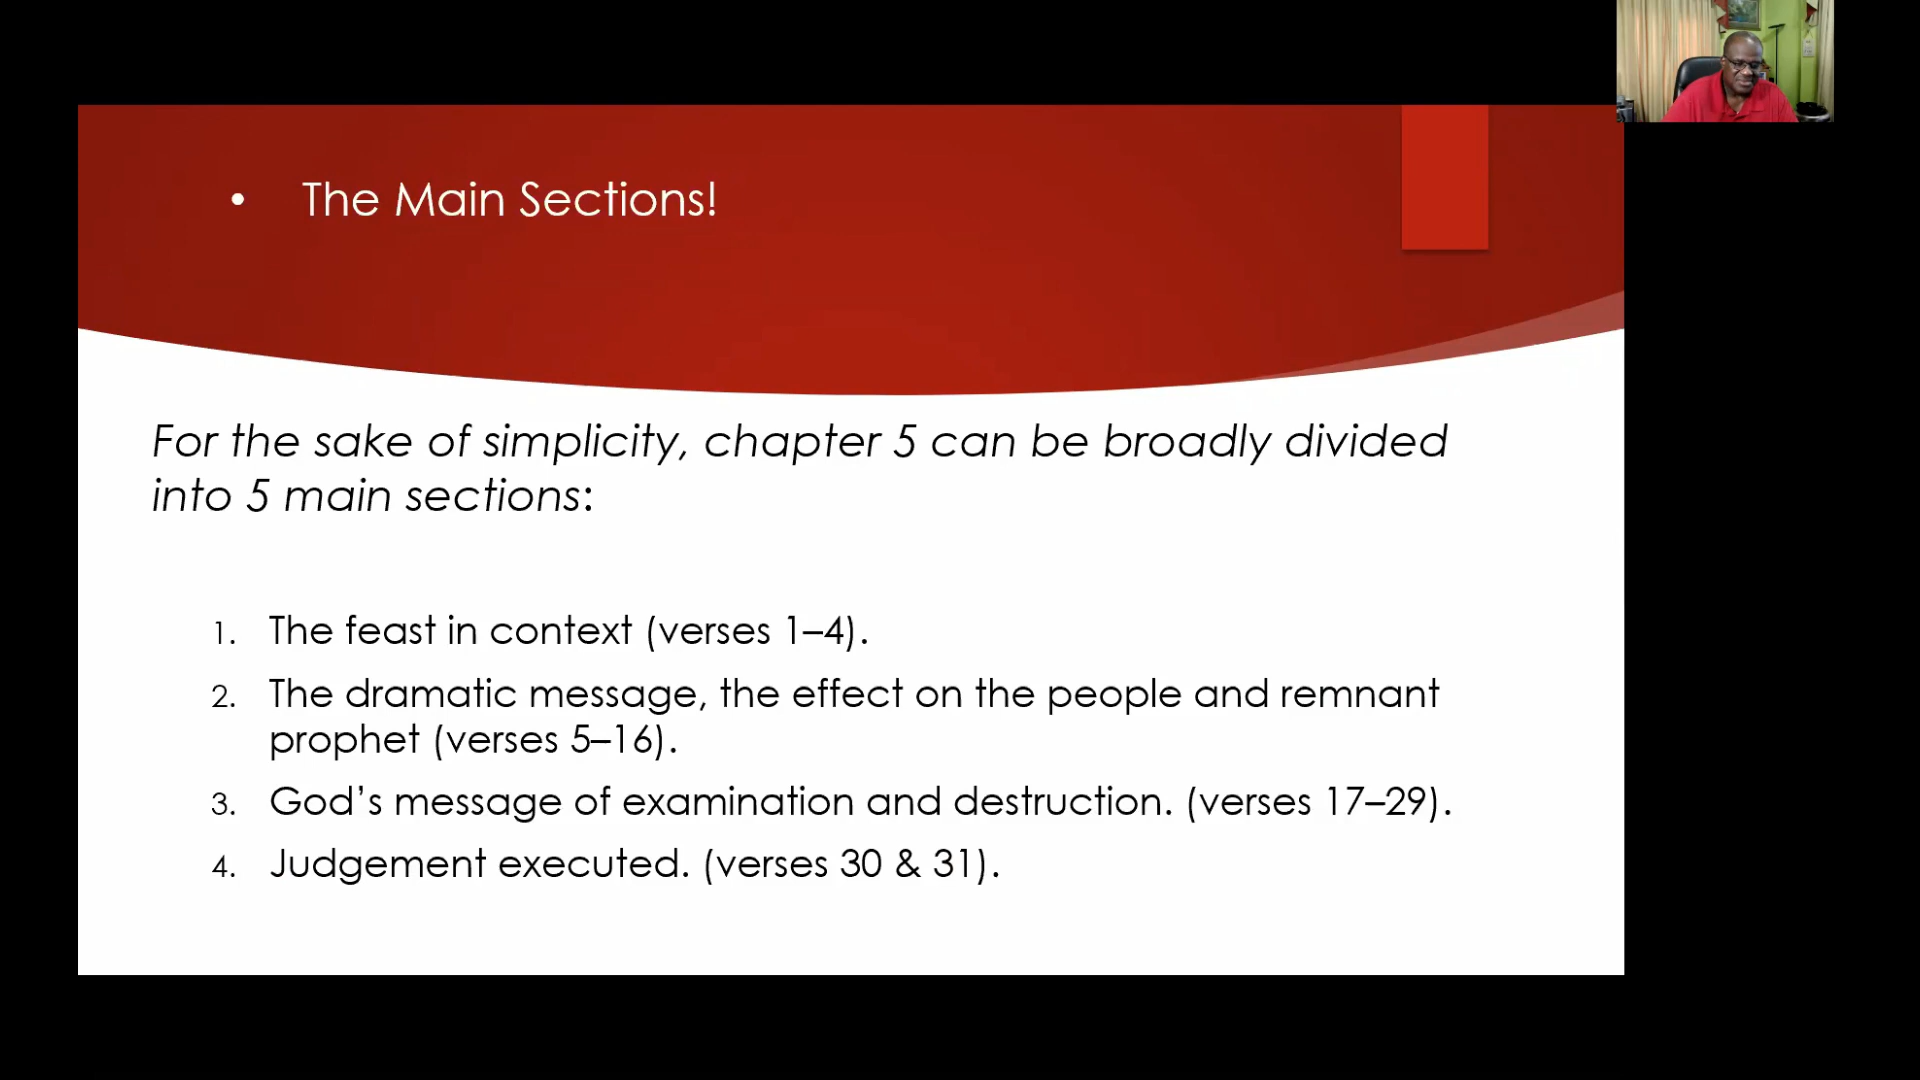 • The Main Sections!
For the sake of simplicity, chapter 5 can be broadly divided
into 5 main sections:
1. The feast in context (verses 1–4).
2. The dramatic message, the effect on the people and remnant
prophet (verses 5–16).
3. God’s message of examination and destruction. (verses 17–29).
4. Judgement executed. (verses 30 & 31).